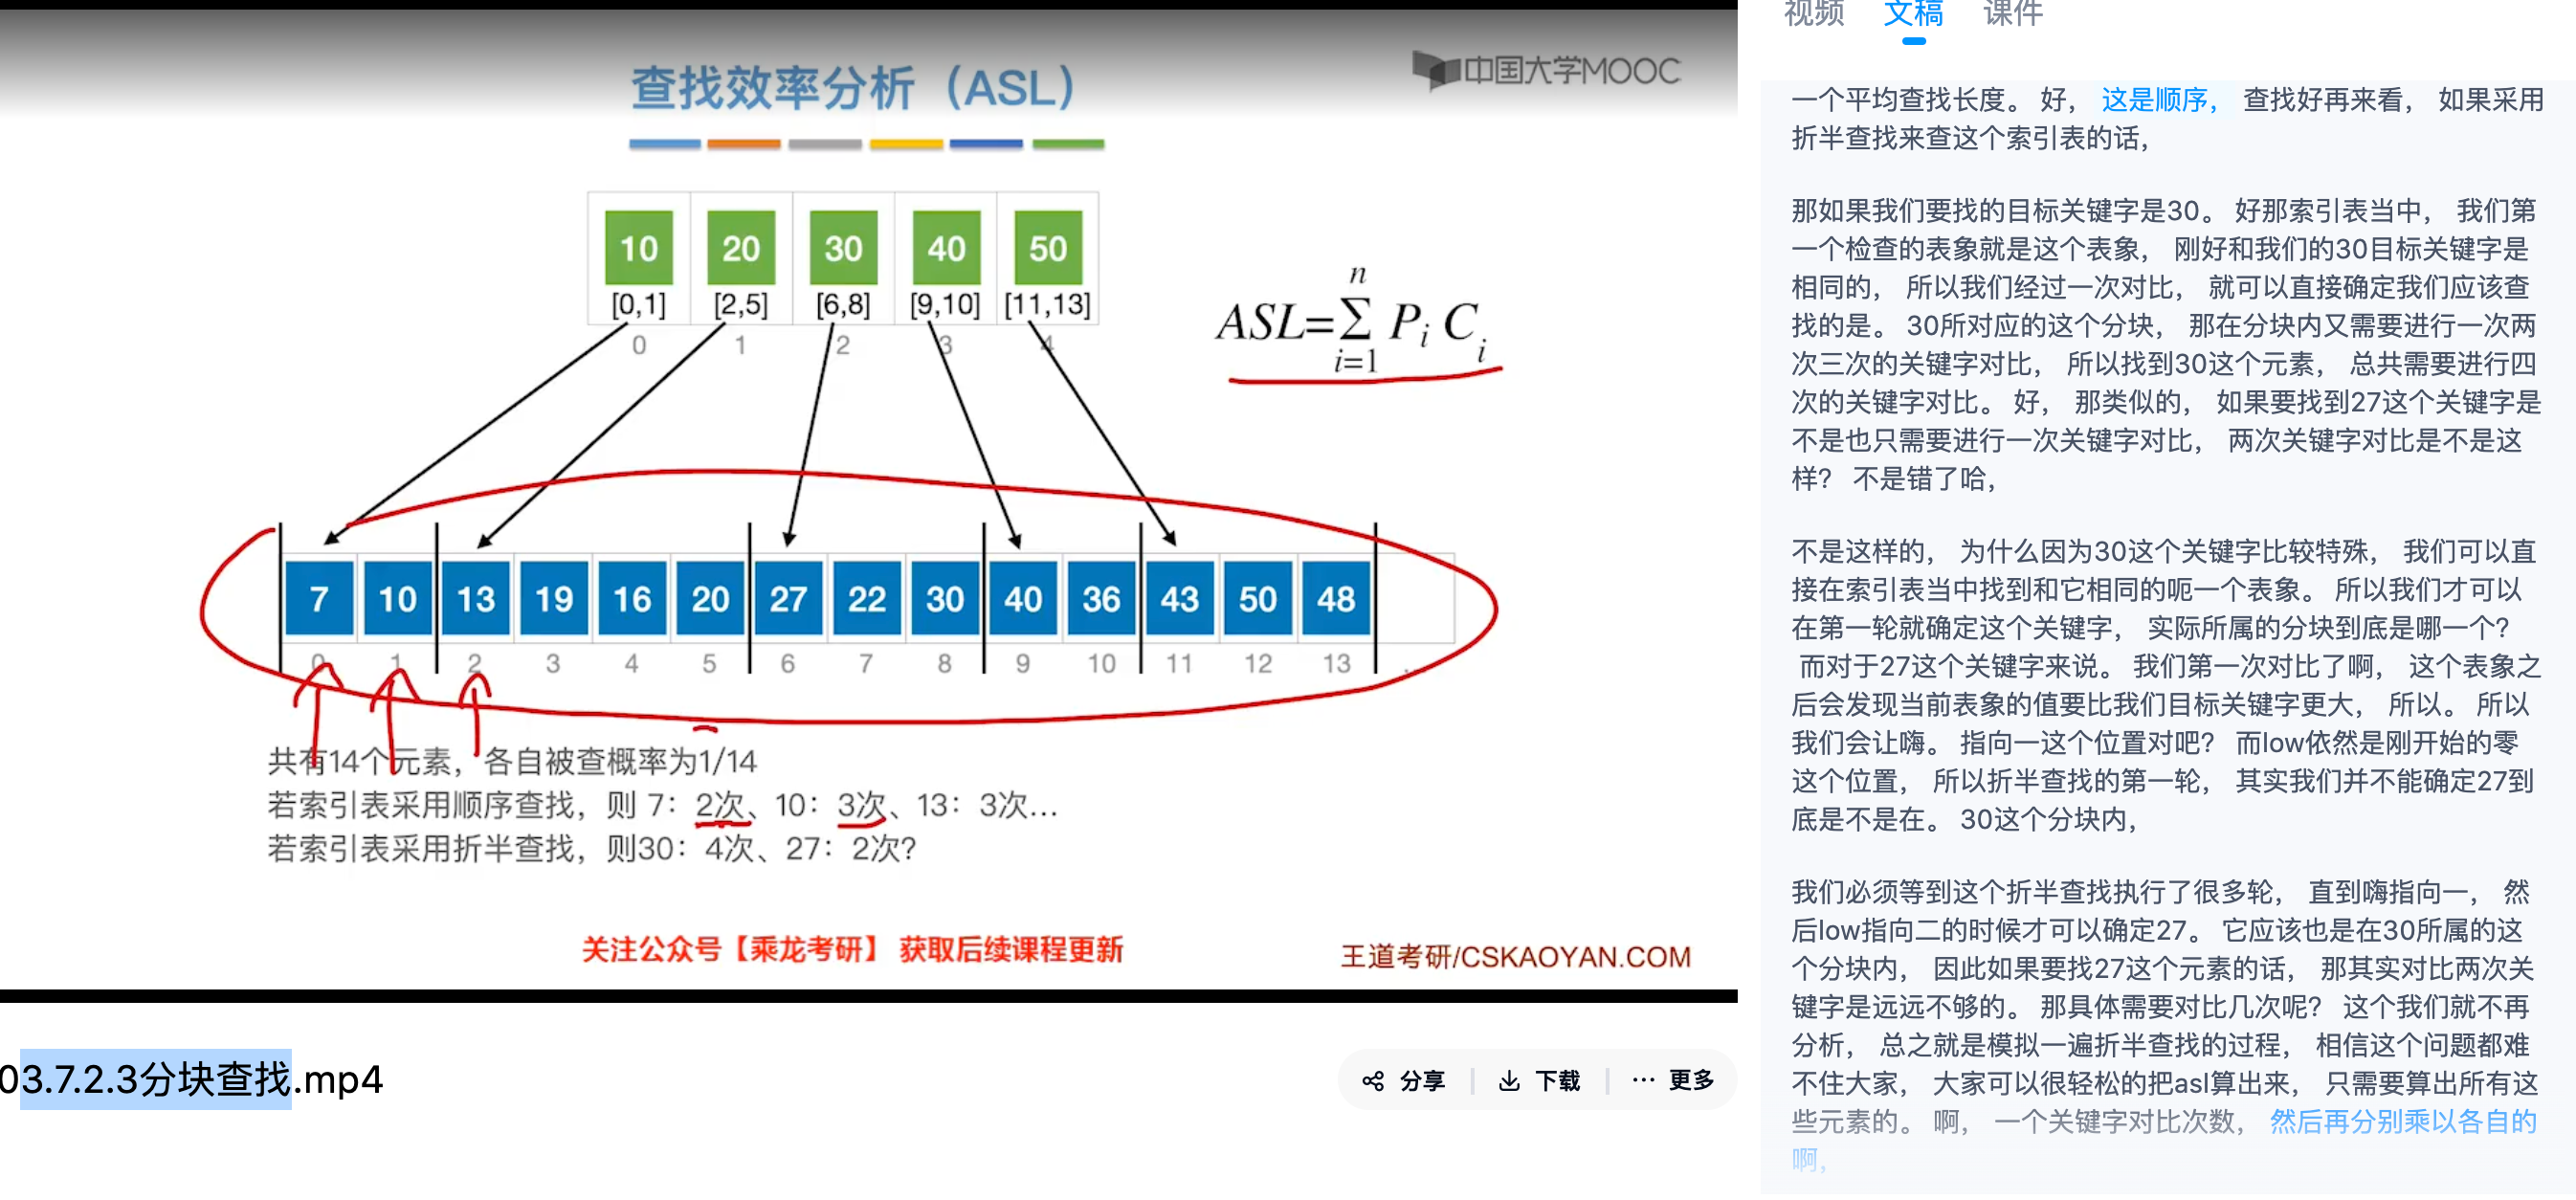 查找效率分析（ASL）
中国大学MOOC
10 20 30 40 50
[0,1] [2,5] [6,8] [9,10] [11,13]
0 1 2 3 4
n
ASL=∑ Pi Ci
i=1
7 10 13 19 16 20 27 22 30 40 36 43 50 48
0 1 2 3 4 5 6 7 8 9 10 11 12 13 ...
共有14个元素，各自被查概率为1/14
若索引表采用顺序查找，则 7：2次、10：3次、13：3次...
若索引表采用折半查找，则30：4次、27：2次？
关注公众号【乘龙考研】 获取后续课程更新
王道考研/CSKAOYAN.COM
03.7.2.3分块查找.mp4
分享 下载 ... 更多
视频 文稿 课件
一个平均查找长度。 好， 这是顺序， 查找好再来看， 如果采用
折半查找来查这个索引表的话，
那如果我们要找的目标关键字是30。 好那索引表当中， 我们第
一个检查的表象就是这个表象， 刚好和我们的30目标关键字是
相同的， 所以我们经过一次对比， 就可以直接确定我们应该查
找的是。 30所对应的这个分块， 那在分块内又需要进行一次两
次三次的关键字对比， 所以找到30这个元素， 总共需要进行四
次的关键字对比。 好， 那类似的， 如果要找到27这个关键字是
不是也只需要进行一次关键字对比， 两次关键字对比是不是这
样？ 不是错了哈，
不是这样的， 为什么因为30这个关键字比较特殊， 我们可以直
接在索引表当中找到和它相同的呃一个表象。 所以我们才可以
在第一轮就确定这个关键字， 实际所属的分块到底是哪一个？
而对于27这个关键字来说。 我们第一次对比了啊， 这个表象之
后会发现当前表象的值要比我们目标关键字更大， 所以。 所以
我们会让嗨。 指向一这个位置对吧？ 而low依然是刚开始的零
这个位置， 所以折半查找的第一轮， 其实我们并不能确定27到
底是不是在。 30这个分块内，
我们必须等到这个折半查找执行了很多轮， 直到嗨指向一， 然
后low指向二的时候才可以确定27。 它应该也是在30所属的这
个分块内， 因此如果要找27这个元素的话， 那其实对比两次关
键字是远远不够的。 那具体需要对比几次呢？ 这个我们就不再
分析， 总之就是模拟一遍折半查找的过程， 相信这个问题都难
不住大家， 大家可以很轻松的把asl算出来， 只需要算出所有这
些元素的。 啊， 一个关键字对比次数， 然后再分别乘以各自的
啊，